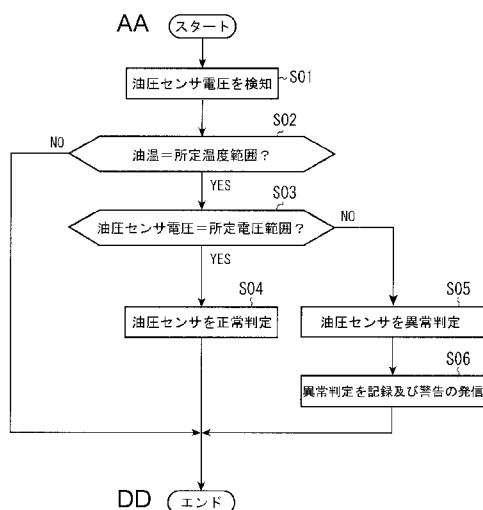 AA スタート
油圧センサ電圧を検知 S01
S02
NO
油温＝所定温度範囲？
YES
S03
油圧センサ電圧＝所定電圧範囲？
NO
YES
S04
油圧センサを正常判定
S05
油圧センサを異常判定
S06
異常判定を記録及び警告の発信
DD エンド